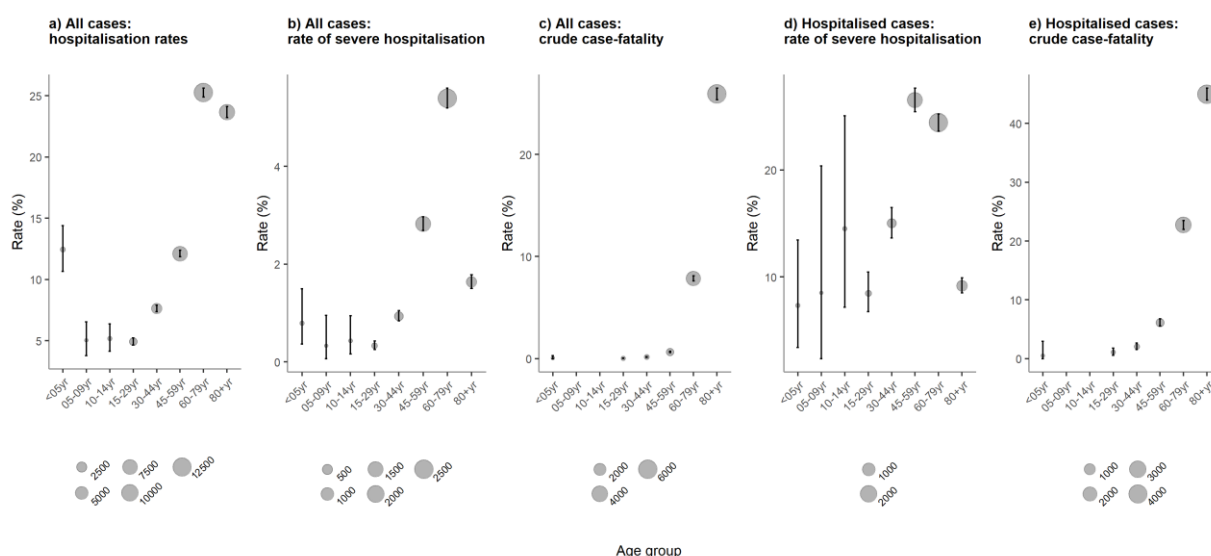 a) All cases:
hospitalisation rates
Rate (%)
25
20
15
10
5
<05yr
05-09yr
10-14yr
15-29yr
30-44yr
45-59yr
60-79yr
80+yr
2500
7500
12500
5000
10000
b) All cases:
rate of severe hospitalisation
Rate (%)
4
2
0
<05yr
05-09yr
10-14yr
15-29yr
30-44yr
45-59yr
60-79yr
80+yr
500
1500
2500
1000
2000
c) All cases:
crude case-fatality
Rate (%)
20
10
0
<05yr
05-09yr
10-14yr
15-29yr
30-44yr
45-59yr
60-79yr
80+yr
2000
6000
4000
d) Hospitalised cases:
rate of severe hospitalisation
Rate (%)
20
10
<05yr
05-09yr
10-14yr
15-29yr
30-44yr
45-59yr
60-79yr
80+yr
1000
2000
e) Hospitalised cases:
crude case-fatality
Rate (%)
40
30
20
10
0
<05yr
05-09yr
10-14yr
15-29yr
30-44yr
45-59yr
60-79yr
80+yr
1000
3000
2000
4000
Age group